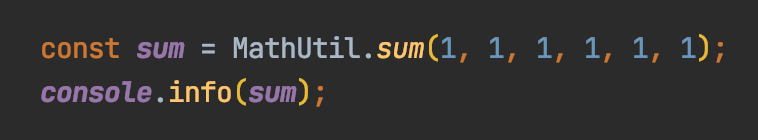 const sum = MathUtil.sum(1, 1, 1, 1, 1, 1);
console.info(sum);